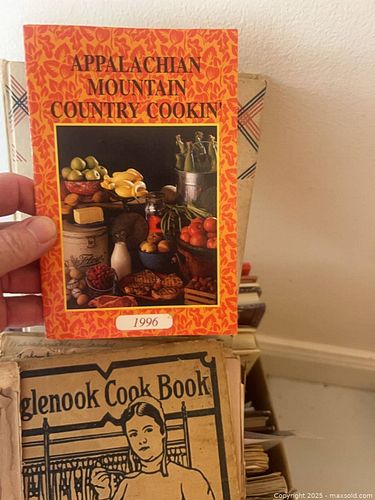 APPALACHIAN
MOUNTAIN
COUNTRY COOKIN'
1996
glenook Cook Book
Copyright 2025 - maxsold.com